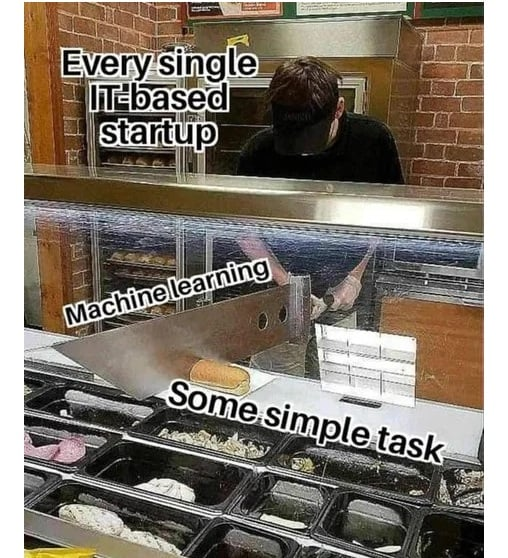 Every single
IT-based
startup
Machine learning
Some simple task